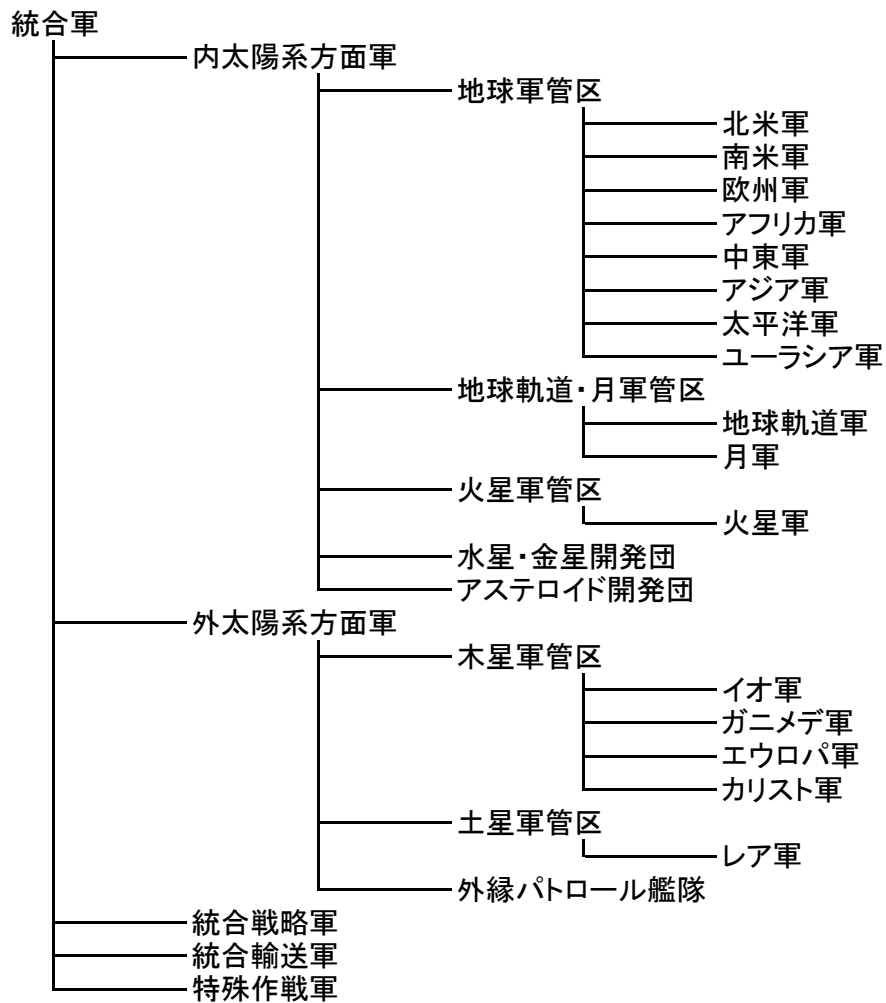 統合軍
内太陽系方面軍
地球軍管区
北米軍
南米軍
欧州軍
アフリカ軍
中東軍
アジア軍
太平洋軍
ユーラシア軍
地球軌道・月軍管区
地球軌道軍
月軍
火星軍管区
火星軍
水星・金星開発団
アステロイド開発団
外太陽系方面軍
木星軍管区
イオ軍
ガニメデ軍
エウロパ軍
カリスト軍
土星軍管区
レア軍
外縁パトロール艦隊
統合戦略軍
統合輸送軍
特殊作戦軍